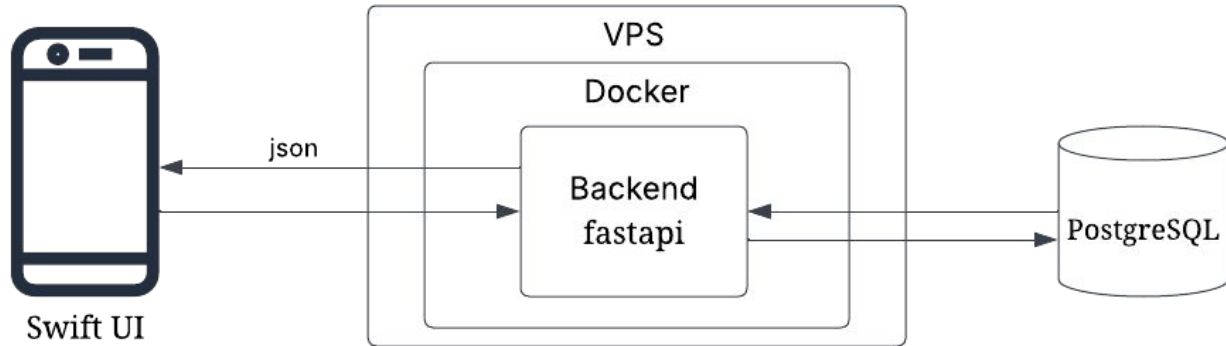 VPS
Docker
json
Backend
fastapi
PostgreSQL
Swift UI